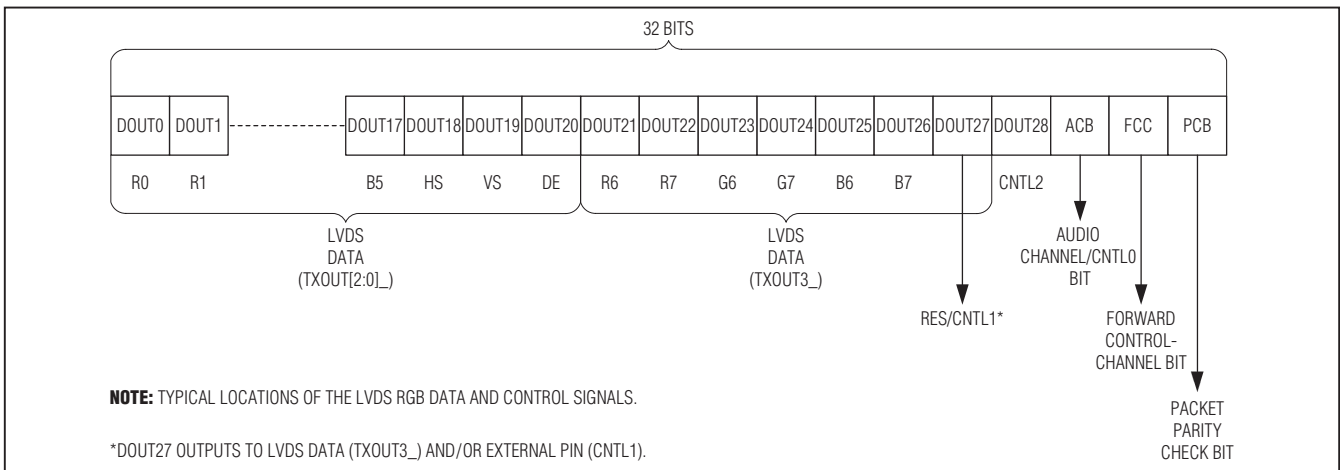 32 BITS
DOUT0 DOUT1 DOUT17 DOUT18 DOUT19 DOUT20 DOUT21 DOUT22 DOUT23 DOUT24 DOUT25 DOUT26 DOUT27 DOUT28 ACB FCC PCB
R0 R1 B5 HS VS DE R6 R7 G6 G7 B6 B7 CNTL2
LVDS
DATA
(TXOUT[2:0]_)
LVDS
DATA
(TXOUT3_)
RES/CNTL1*
AUDIO
CHANNEL/CNTL0
BIT
FORWARD
CONTROL-
CHANNEL BIT
PACKET
PARITY
CHECK BIT
NOTE: TYPICAL LOCATIONS OF THE LVDS RGB DATA AND CONTROL SIGNALS.
*DOUT27 OUTPUTS TO LVDS DATA (TXOUT3_) AND/OR EXTERNAL PIN (CNTL1).